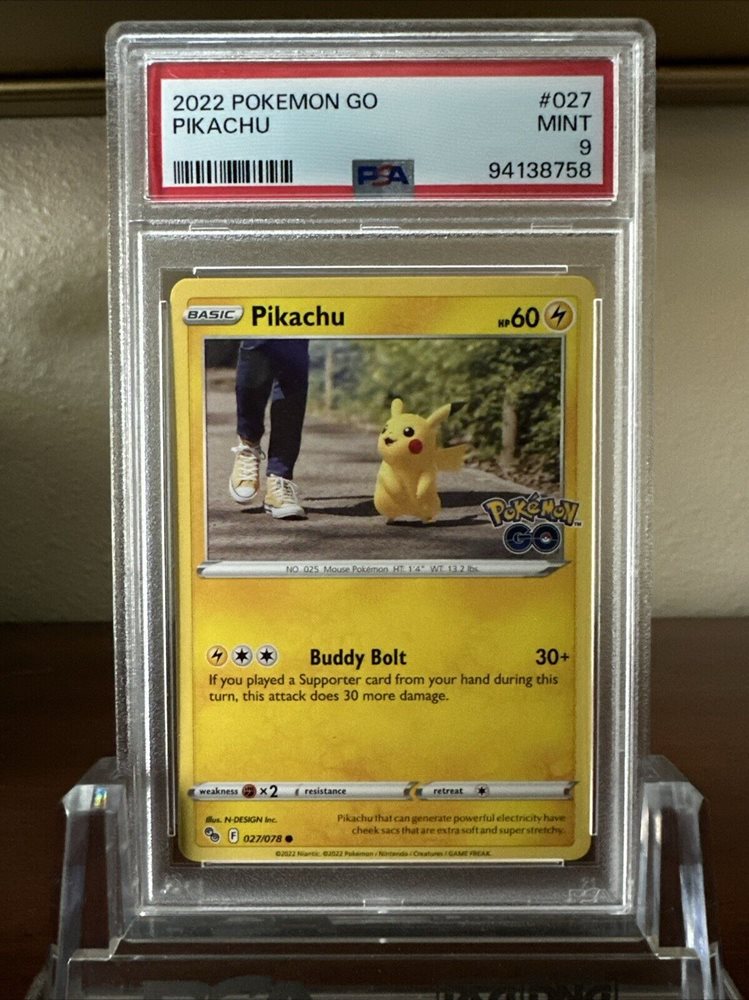 2022 POKEMON GO #027
PIKACHU MINT
9
PSA 94138758
BASIC Pikachu HP60
POKéMON™
GO
NO. 025 Mouse Pokémon HT: 1'4" WT: 13.2 lbs.
Buddy Bolt 30+
If you played a Supporter card from your hand during this
turn, this attack does 30 more damage.
weakness ×2 resistance retreat
Illus. N-DESIGN Inc. Pikachu that can generate powerful electricity have
cheek sacs that are extra soft and super stretchy.
F 027/078
©2022 Niantic. ©2022 Pokémon / Nintendo / Creatures / GAME FREAK.